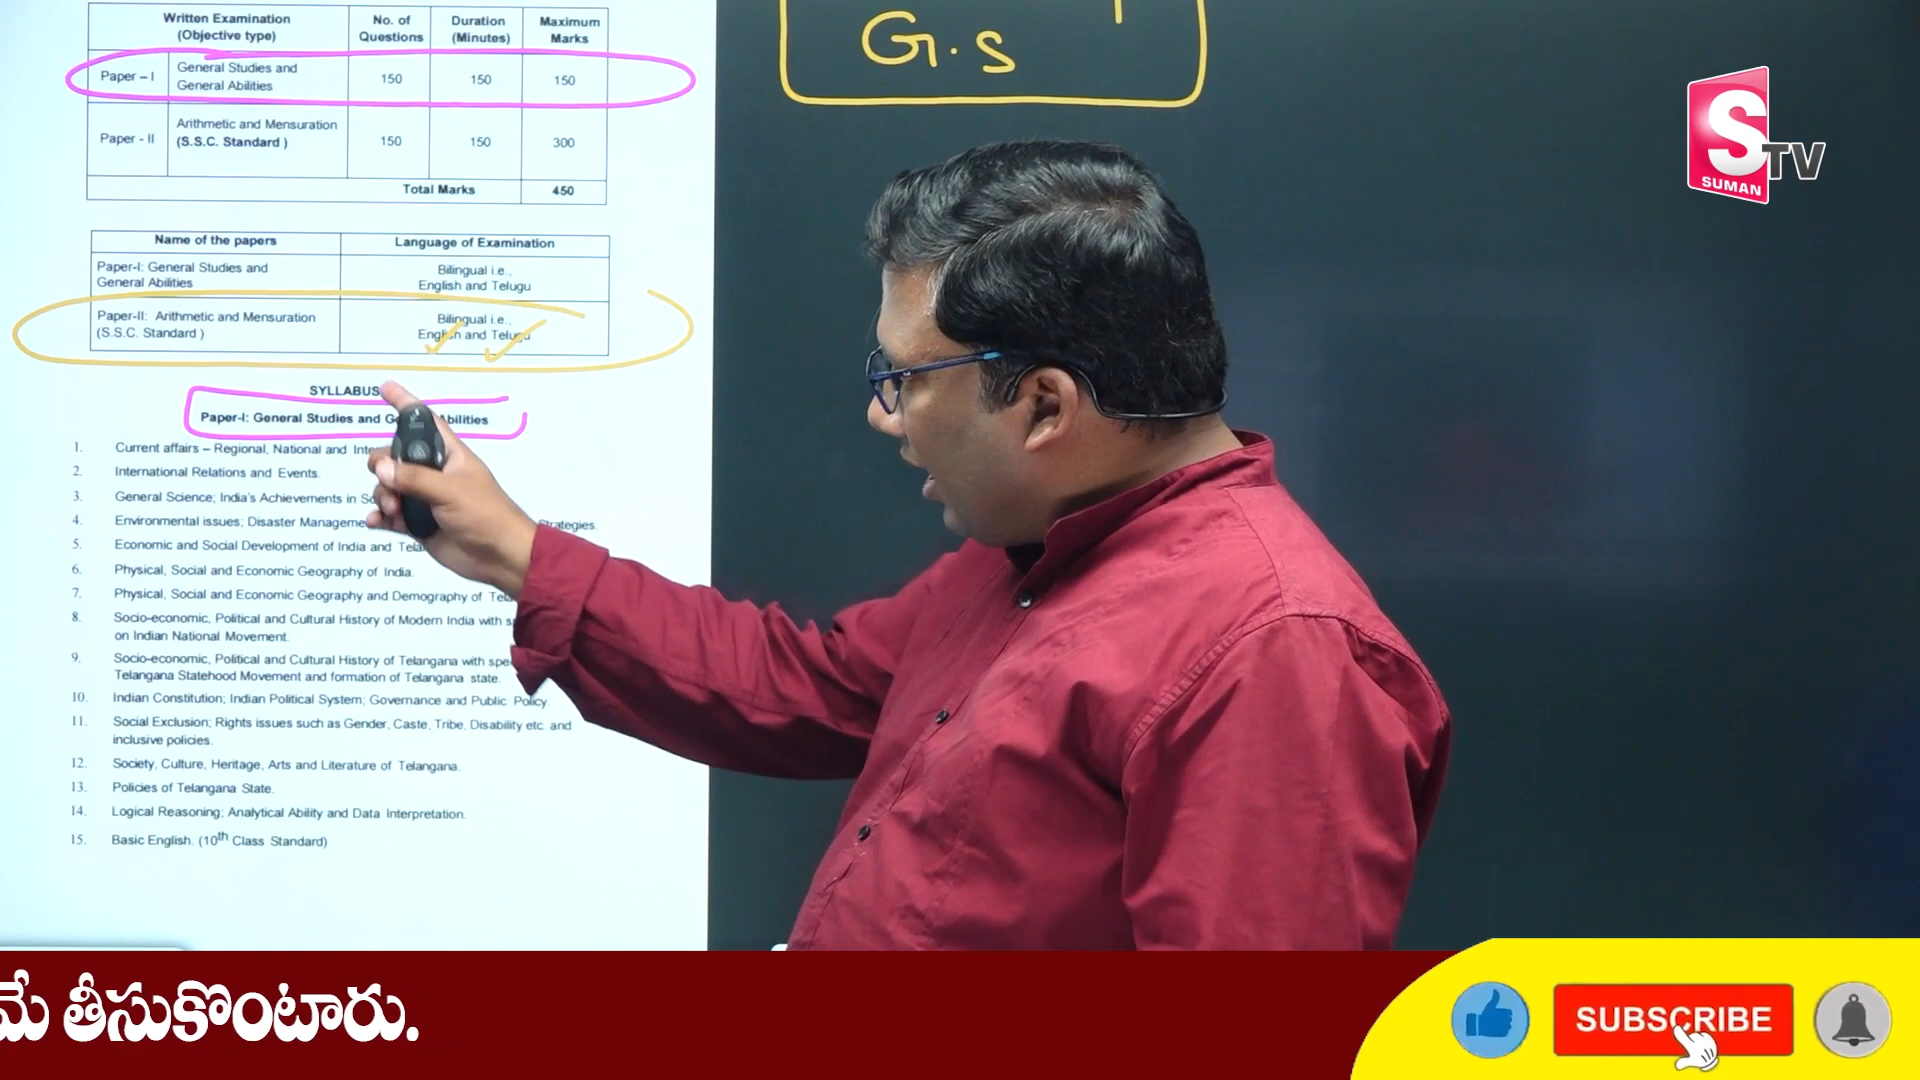 Written Examination
(Objective type)
No. of
Questions
Duration
(Minutes)
Maximum
Marks
Paper – I
General Studies and
General Abilities
150
150
150
Paper - II
Arithmetic and Mensuration
(S.S.C. Standard )
150
150
300
Total Marks
450
Name of the papers
Language of Examination
Paper-I: General Studies and
General Abilities
Bilingual i.e.,
English and Telugu
Paper-II: Arithmetic and Mensuration
(S.S.C. Standard )
Bilingual i.e.,
English and Telugu
SYLLABUS
Paper-I: General Studies and
1. Current affairs – Regional, National and
2. International Relations and Events.
3. General Science; India's Achievements in
4. Environmental issues; Disaster Strategies.
5. Economic and Social Development of India and
6. Physical, Social and Economic Geography of India.
7. Physical, Social and Economic Geography and Demography of
8. Socio-economic, Political and Cultural History of Modern India with
on Indian National Movement.
9. Socio-economic, Political and Cultural History of Telangana with
Telangana Statehood Movement and formation of Telangana state.
10. Indian Constitution; Indian Political System; Governance and Public Policy.
11. Social Exclusion; Rights issues such as Gender, Caste, Tribe, Disability etc. and
inclusive policies.
12. Society, Culture, Heritage, Arts and Literature of Telangana.
13. Policies of Telangana State.
14. Logical Reasoning; Analytical Ability and Data Interpretation.
15. Basic English. (10th Class Standard)
G.S
S TV
SUMAN
మే తీసుకొంటారు.
SUBSCRIBE